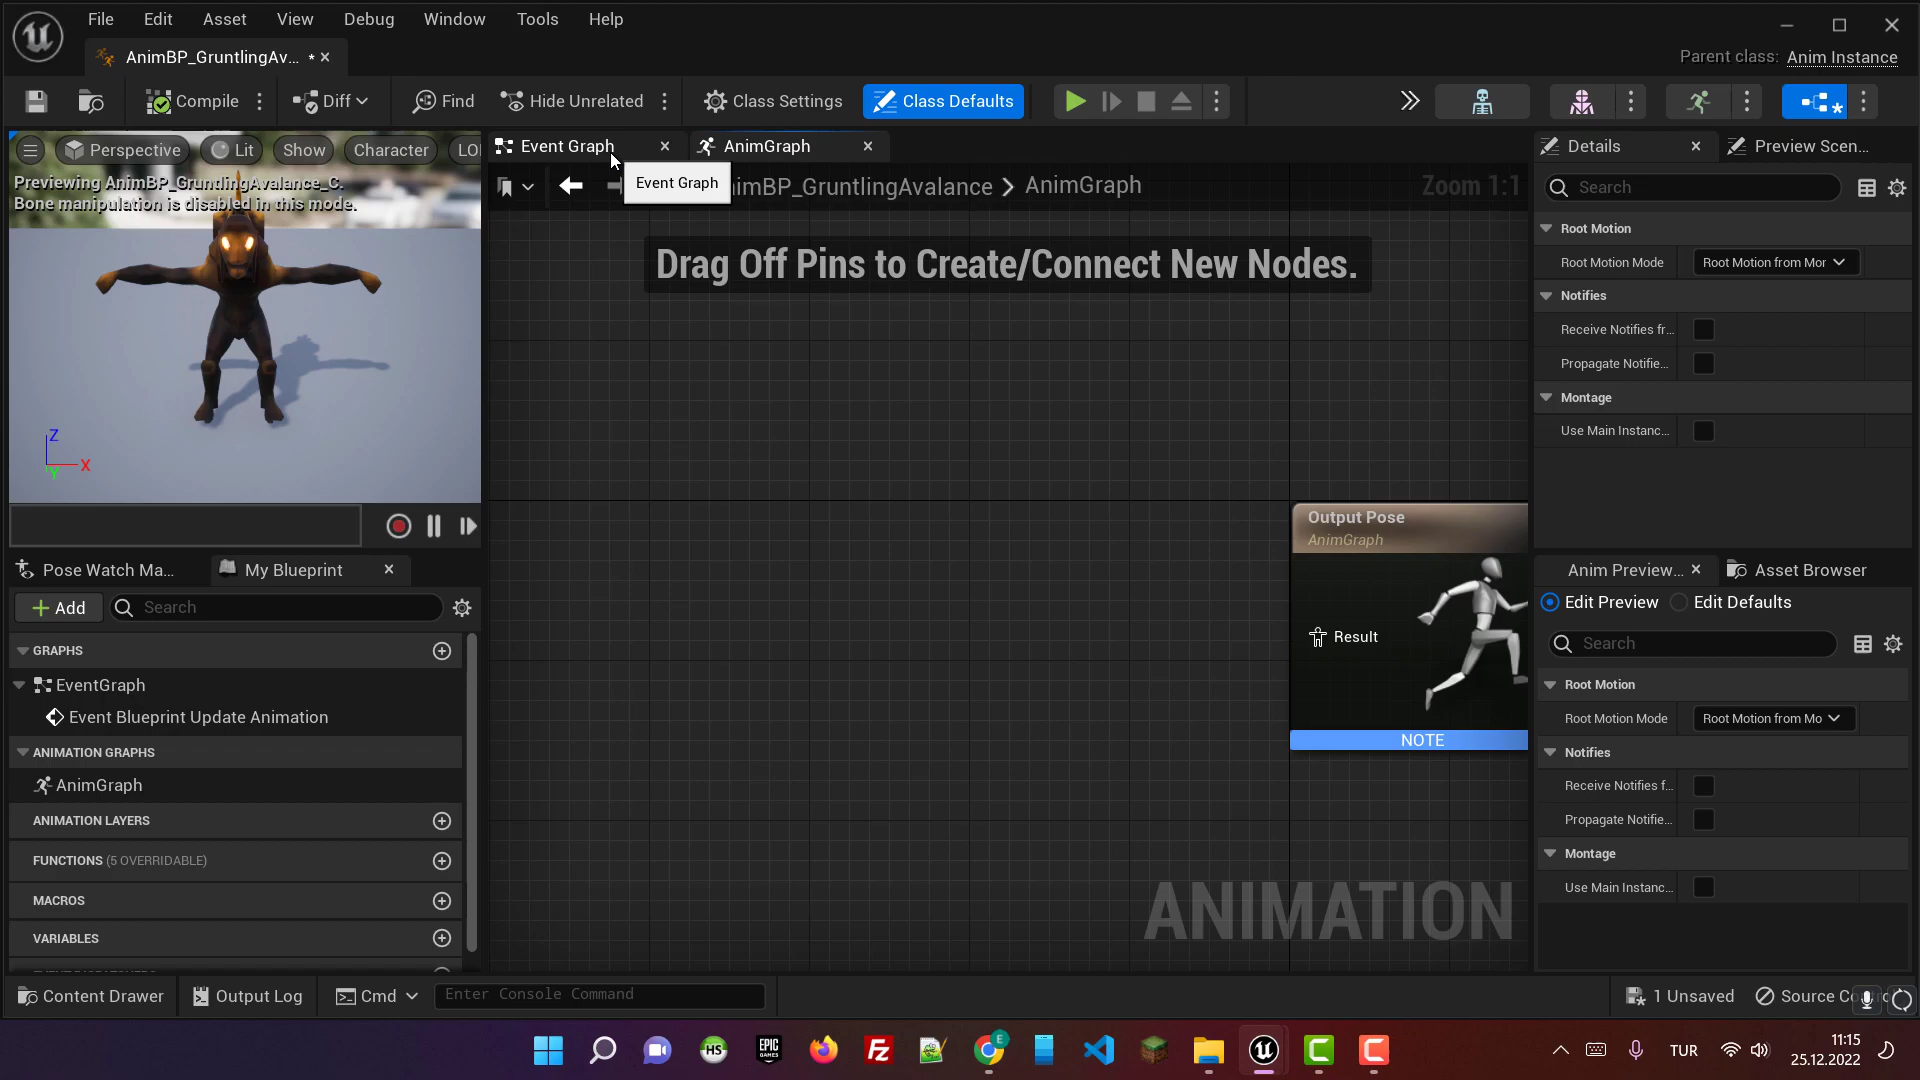 File Edit Asset View Debug Window Tools Help
AnimBP_GruntlingAv... *
Parent class: Anim Instance
Compile Diff Find Hide Unrelated Class Settings Class Defaults
Perspective Lit Show Character LO
Previewing AnimBP_GruntlingAvalance_C.
Bone manipulation is disabled in this mode.
Z
X
Y
Event Graph AnimGraph
Event Graph
nimBP_GruntlingAvalance > AnimGraph
Zoom 1:1
Drag Off Pins to Create/Connect New Nodes.
Output Pose
AnimGraph
Result
NOTE
ANIMATION
Pose Watch Ma... My Blueprint
Add Search
GRAPHS
EventGraph
Event Blueprint Update Animation
ANIMATION GRAPHS
AnimGraph
ANIMATION LAYERS
FUNCTIONS (5 OVERRIDABLE)
MACROS
VARIABLES
Details Preview Scen...
Search
Root Motion
Root Motion Mode Root Motion from Mor
Notifies
Receive Notifies fr...
Propagate Notifie...
Montage
Use Main Instanc...
Anim Preview... Asset Browser
Edit Preview Edit Defaults
Search
Root Motion
Root Motion Mode Root Motion from Mo
Notifies
Receive Notifies f...
Propagate Notifie...
Montage
Use Main Instanc...
Content Drawer Output Log Cmd Enter Console Command
1 Unsaved Source Co
HS
EPIC GAMES
Fz
E
TUR
11:15
25.12.2022